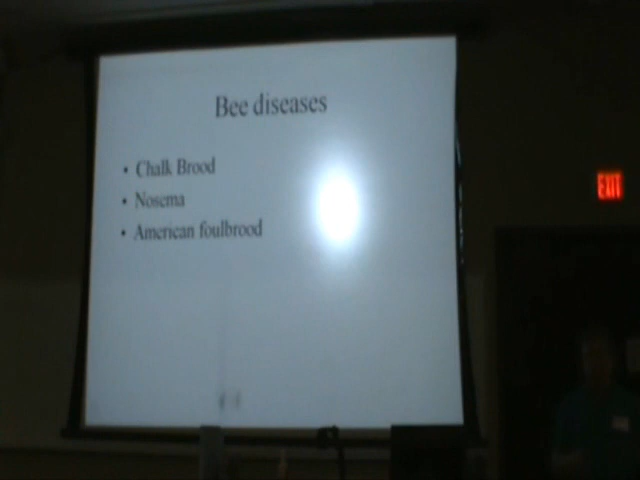 Bee diseases
• Chalk Brood
• Nosema
• American foulbrood
EXIT